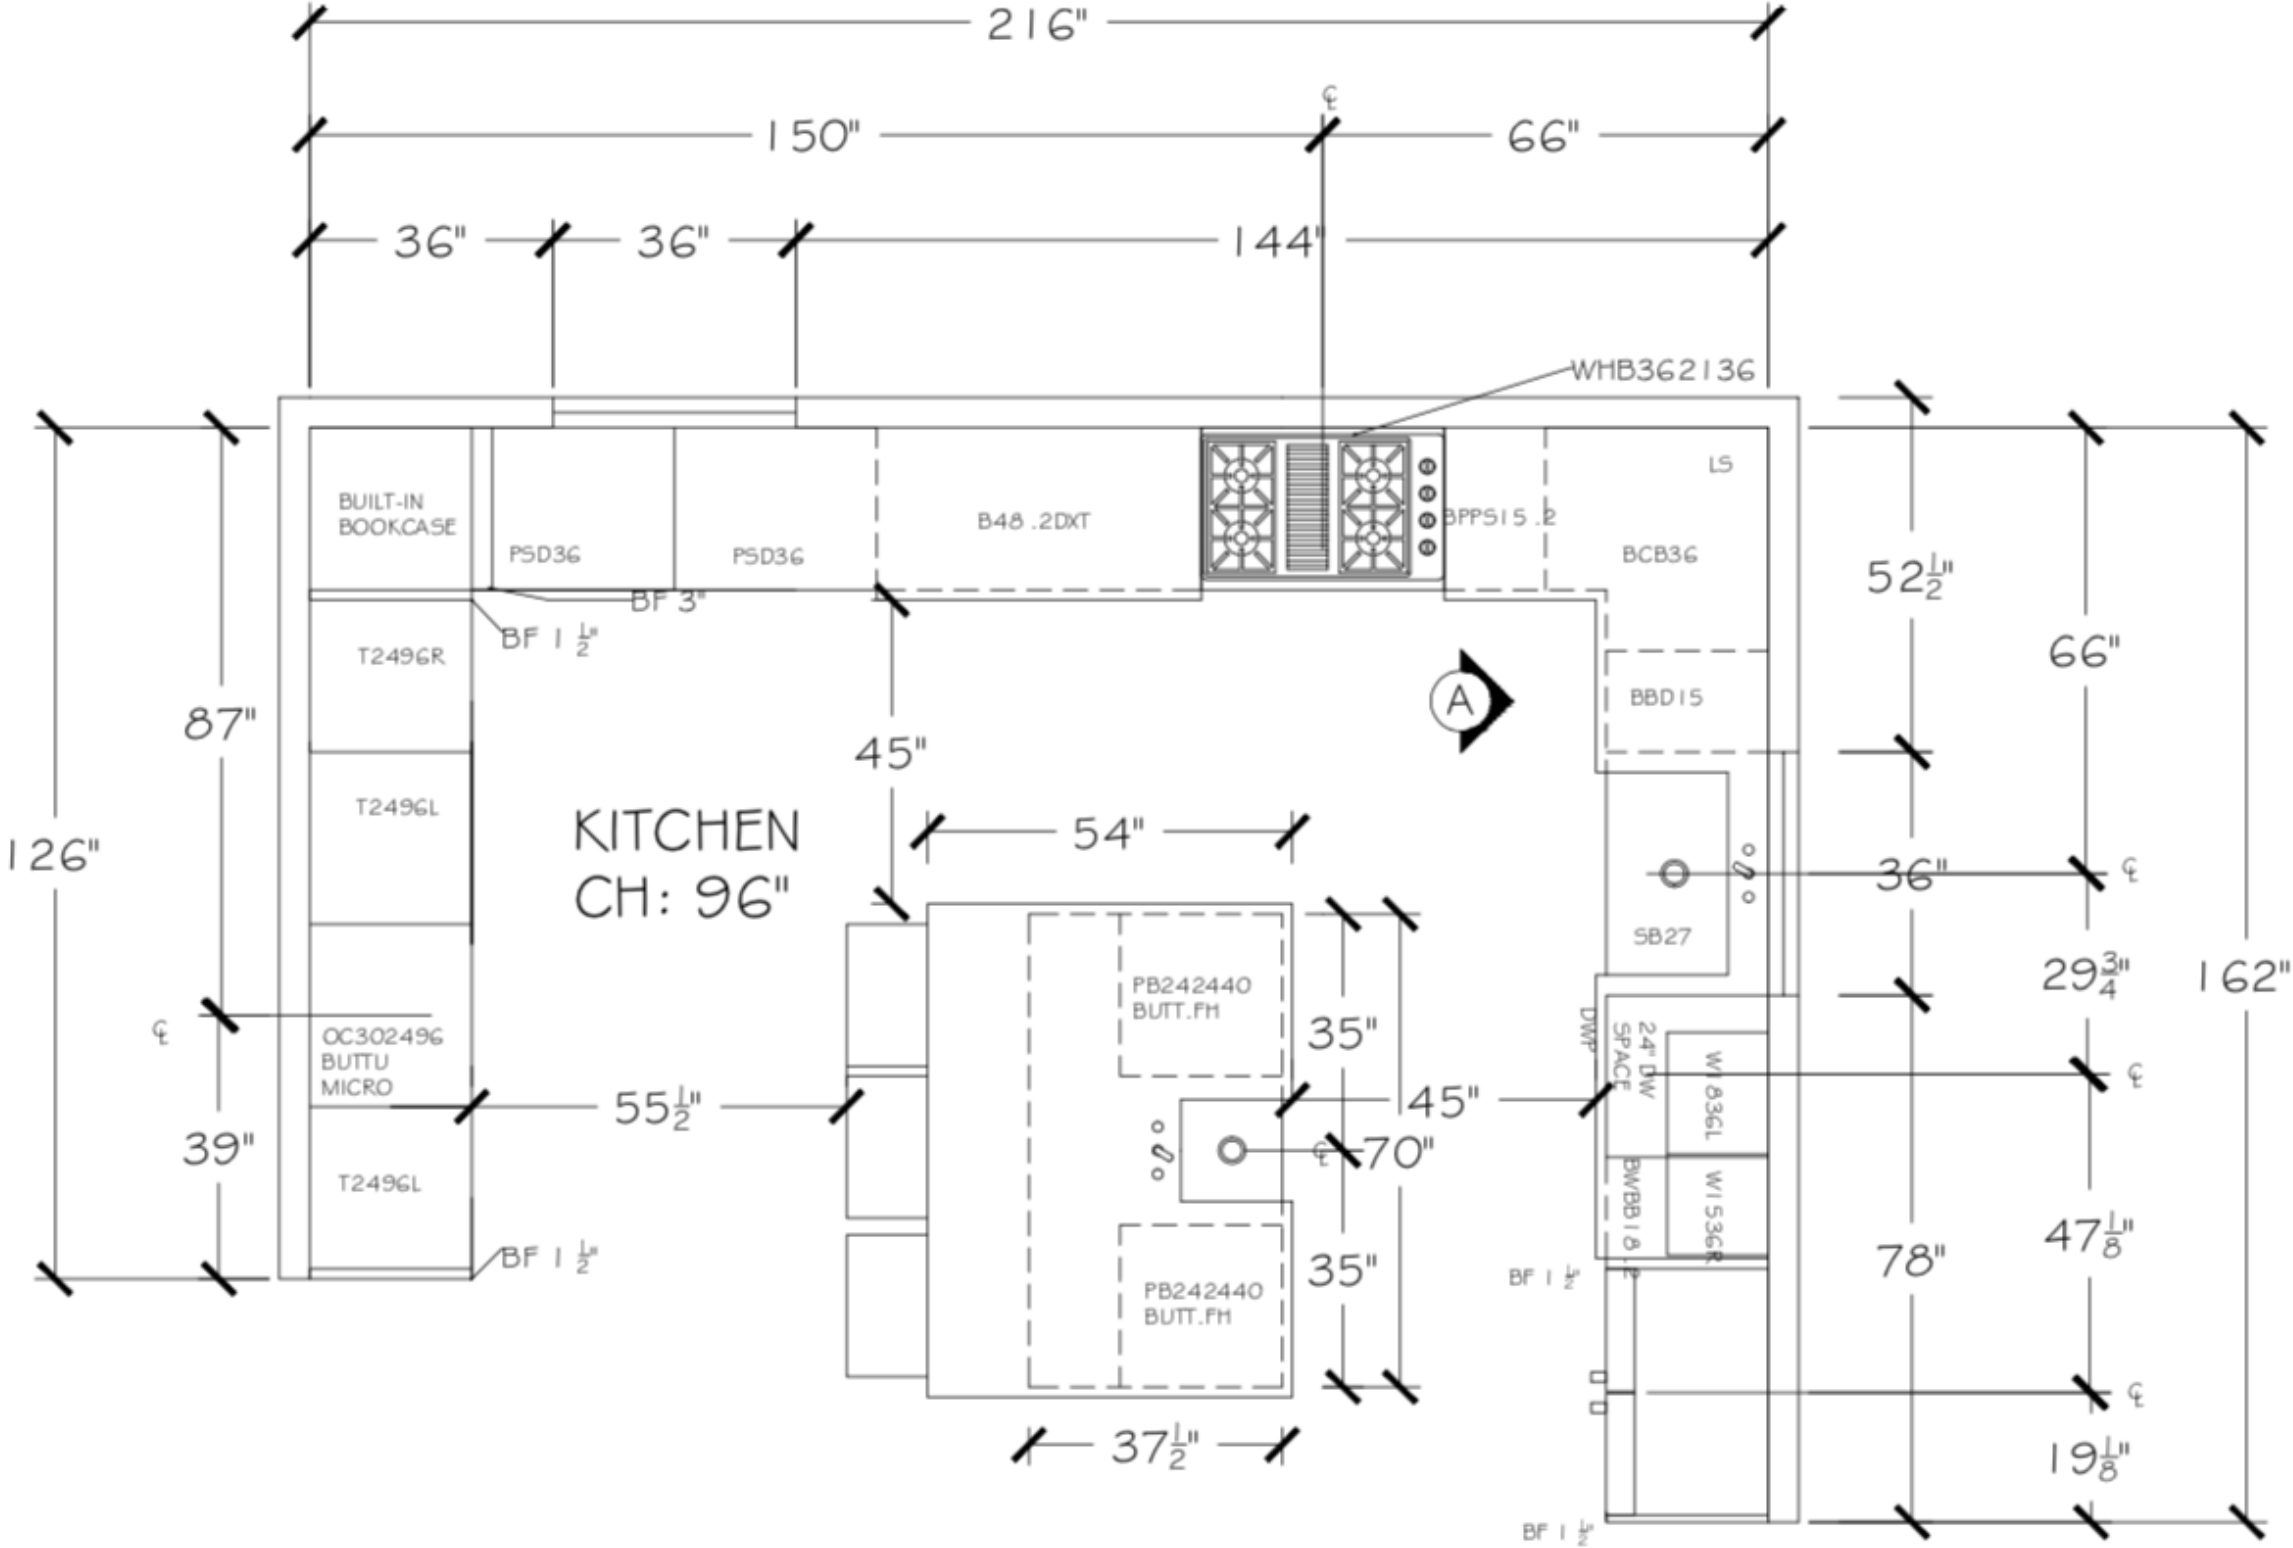 216"
℄
150"
66"
36"
36"
144"
WHB362136
LS
BUILT-IN
BOOKCASE
PSD36
PSD36
B48 .2DXT
BPPS15 .2
BCB36
52 1/2"
BF 3"
BF 1 1/2"
T2496R
66"
BBD15
A
87"
45"
T2496L
KITCHEN
CH: 96"
54"
126"
36"
℄
SB27
29 3/4"
162"
PB242440
BUTT.FH
35"
DWP
24" DW
SPACE
W1836L
℄
℄
OC302496
BUTTU
MICRO
55 1/2"
45"
39"
℄
70"
T2496L
BWBB18 .2
W1536R
47 1/8"
BF 1 1/2"
78"
35"
BF 1 1/2"
PB242440
BUTT.FH
℄
37 1/2"
19 1/8"
BF 1 1/2"